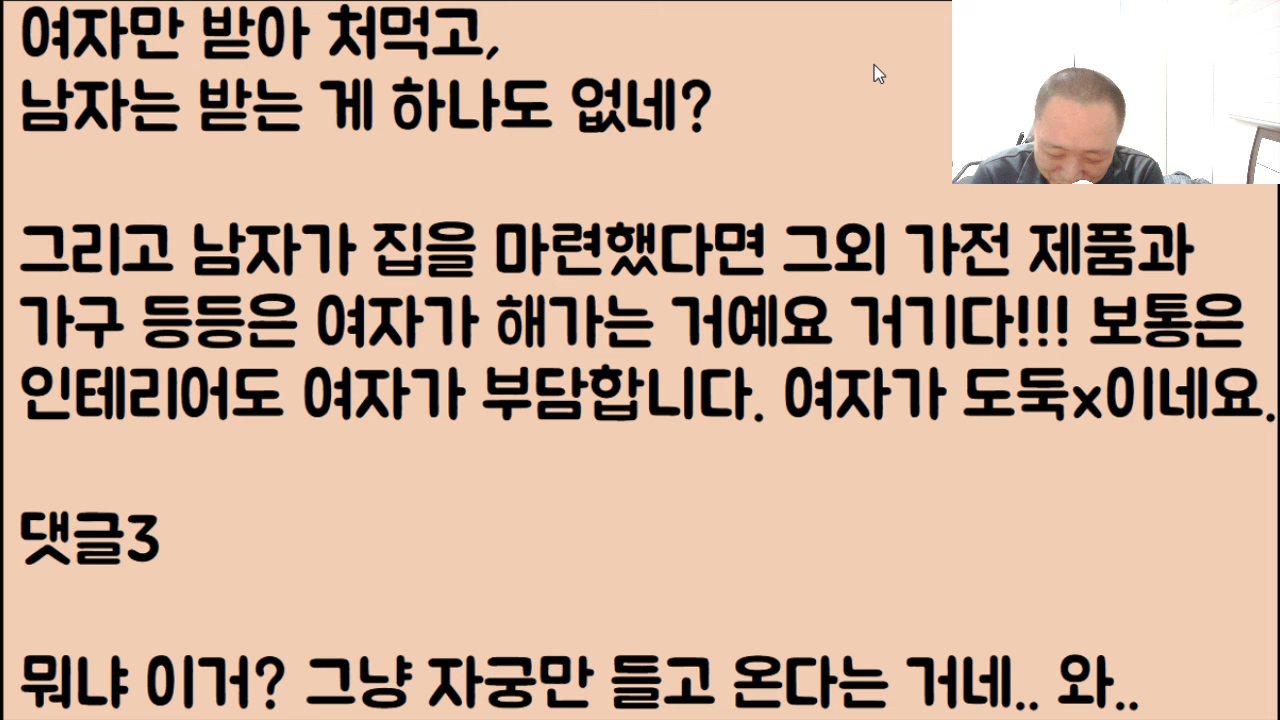 여자만 받아 처먹고,
남자는 받는 게 하나도 없네?
그리고 남자가 집을 마련했다면 그외 가전 제품과
가구 등등은 여자가 해가는 거예요 거기다!!! 보통은
인테리어도 여자가 부담합니다. 여자가 도둑x이네요.
댓글3
뭐냐 이거? 그냥 자궁만 들고 온다는 거네.. 와..